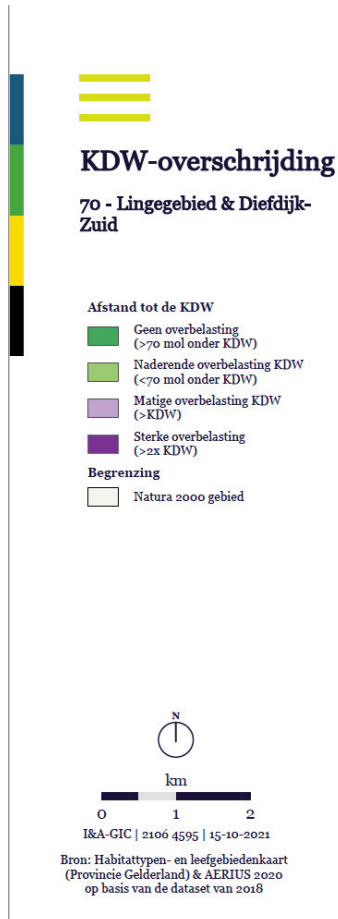 KDW-overschrijding
70 - Lingegebied & Diefdijk-
Zuid
Afstand tot de KDW
Geen overbelasting
(>70 mol onder KDW)
Naderende overbelasting KDW
(<70 mol onder KDW)
Matige overbelasting KDW
(>KDW)
Sterke overbelasting
(>2x KDW)
Begrenzing
Natura 2000 gebied
N
km
0 1 2
I&A-GIC | 2106 4595 | 15-10-2021
Bron: Habitattypen- en leefgebiedenkaart
(Provincie Gelderland) & AERIUS 2020
op basis van de dataset van 2018